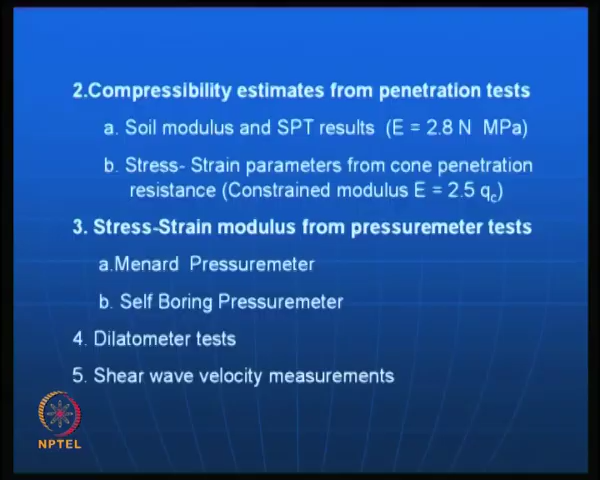 2.Compressibility estimates from penetration tests
a. Soil modulus and SPT results (E = 2.8 N MPa)
b. Stress- Strain parameters from cone penetration
resistance (Constrained modulus E = 2.5 qc)
3. Stress-Strain modulus from pressuremeter tests
a.Menard Pressuremeter
b. Self Boring Pressuremeter
4. Dilatometer tests
5. Shear wave velocity measurements
NPTEL